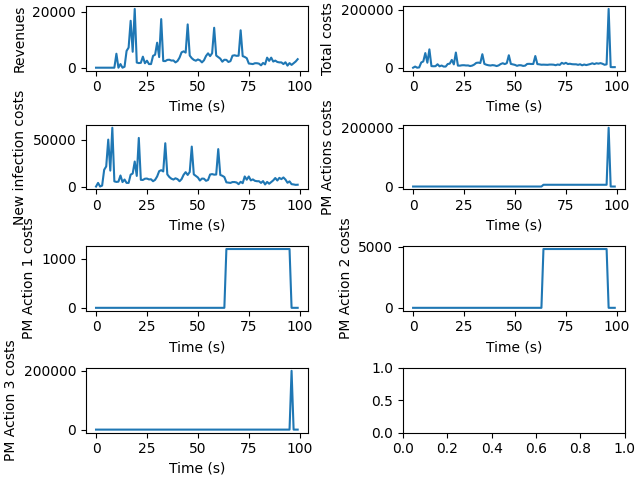 Revenues
20000
0
0 25 50 75 100
Time (s)
Total costs
200000
0
0 25 50 75 100
Time (s)
New infection costs
50000
0
0 25 50 75 100
Time (s)
PM Actions costs
200000
0
0 25 50 75 100
Time (s)
PM Action 1 costs
1000
0
0 25 50 75 100
Time (s)
PM Action 2 costs
5000
0
0 25 50 75 100
Time (s)
PM Action 3 costs
200000
0
0 25 50 75 100
Time (s)
1.0
0.5
0.0
0.0 0.2 0.4 0.6 0.8 1.0